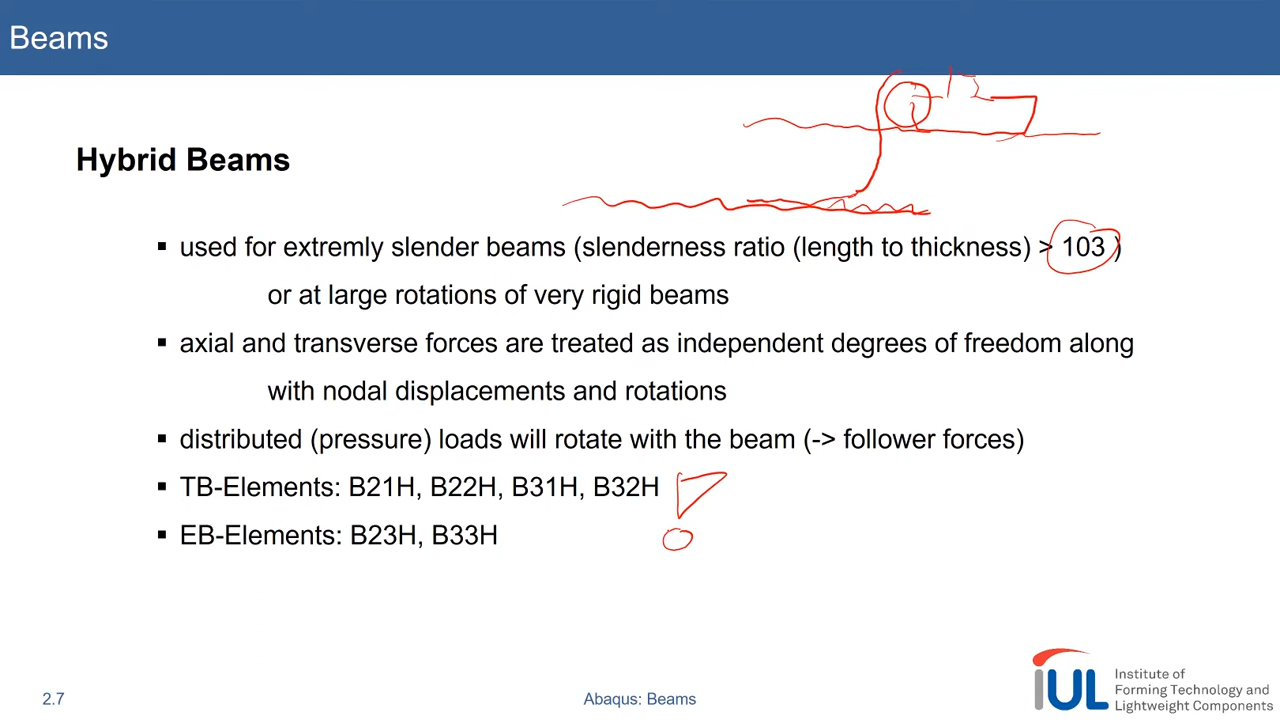 Beams
Hybrid Beams
▪ used for extremly slender beams (slenderness ratio (length to thickness) > 103 )
or at large rotations of very rigid beams
▪ axial and transverse forces are treated as independent degrees of freedom along
with nodal displacements and rotations
▪ distributed (pressure) loads will rotate with the beam (-> follower forces)
▪ TB-Elements: B21H, B22H, B31H, B32H
▪ EB-Elements: B23H, B33H
2.7
Abaqus: Beams
IUL
Institute of
Forming Technology and
Lightweight Components